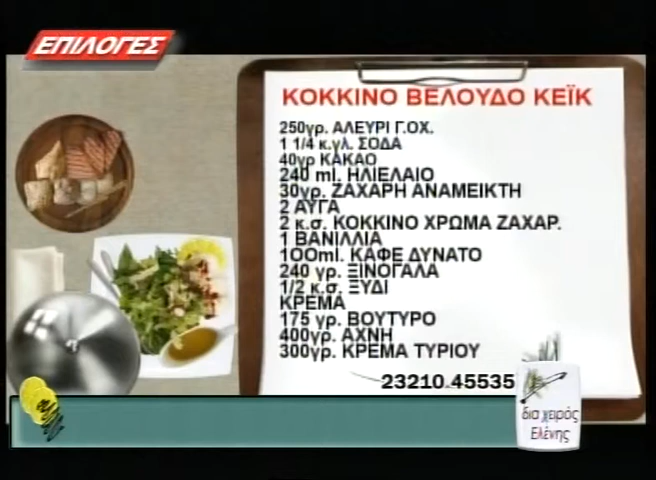 ΕΠΙΛΟΓΕΣ
ΚΟΚΚΙΝΟ ΒΕΛΟΥΔΟ ΚΕΪΚ
250γρ. ΑΛΕΥΡΙ Γ.ΟΧ.
1 1/4 κ.γλ. ΣΟΔΑ
40γρ ΚΑΚΑΟ
240 ml. ΗΛΙΕΛΑΙΟ
30γρ. ΖΑΧΑΡΗ ΑΝΑΜΕΙΚΤΗ
2 ΑΥΓΑ
2 κ.σ. ΚΟΚΚΙΝΟ ΧΡΩΜΑ ΖΑΧΑΡ.
1 ΒΑΝΙΛΛΙΑ
100ml. ΚΑΦΕ ΔΥΝΑΤΟ
240 γρ. ΞΙΝΟΓΑΛΑ
1/2 κ.σ. ΞΥΔΙ
ΚΡΕΜΑ
175 γρ. ΒΟΥΤΥΡΟ
400γρ. ΑΧΝΗ
300γρ. ΚΡΕΜΑ ΤΥΡΙΟΥ
23210.45535
δια χειρός
Ελένης